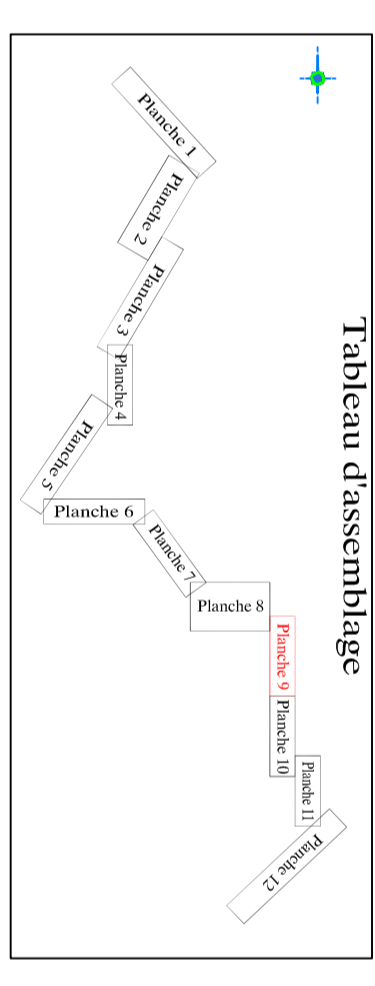 Tableau d'assemblage
Planche 1
Planche 2
Planche 3
Planche 4
Planche 5
Planche 6
Planche 7
Planche 8
Planche 9
Planche 10
Planche 11
Planche 12